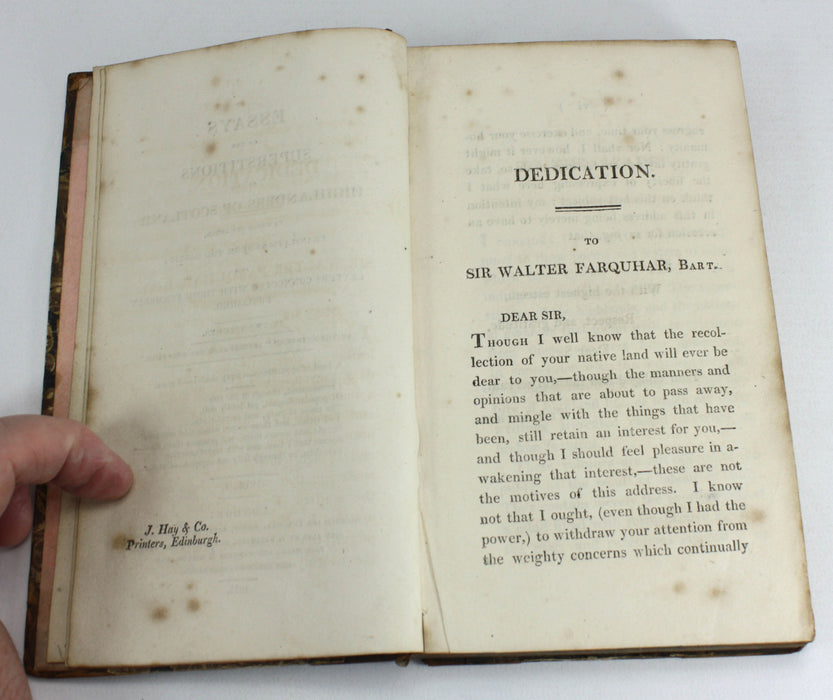 J. Hay & Co.
Printers, Edinburgh.
DEDICATION.
TO
SIR WALTER FARQUHAR, BART.
DEAR SIR,
THOUGH I well know that the recol-
lection of your native land will ever be
dear to you,—though the manners and
opinions that are about to pass away,
and mingle with the things that have
been, still retain an interest for you,—
and though I should feel pleasure in a-
wakening that interest,—these are not
the motives of this address. I know
not that I ought, (even though I had the
power,) to withdraw your attention from
the weighty concerns which continually